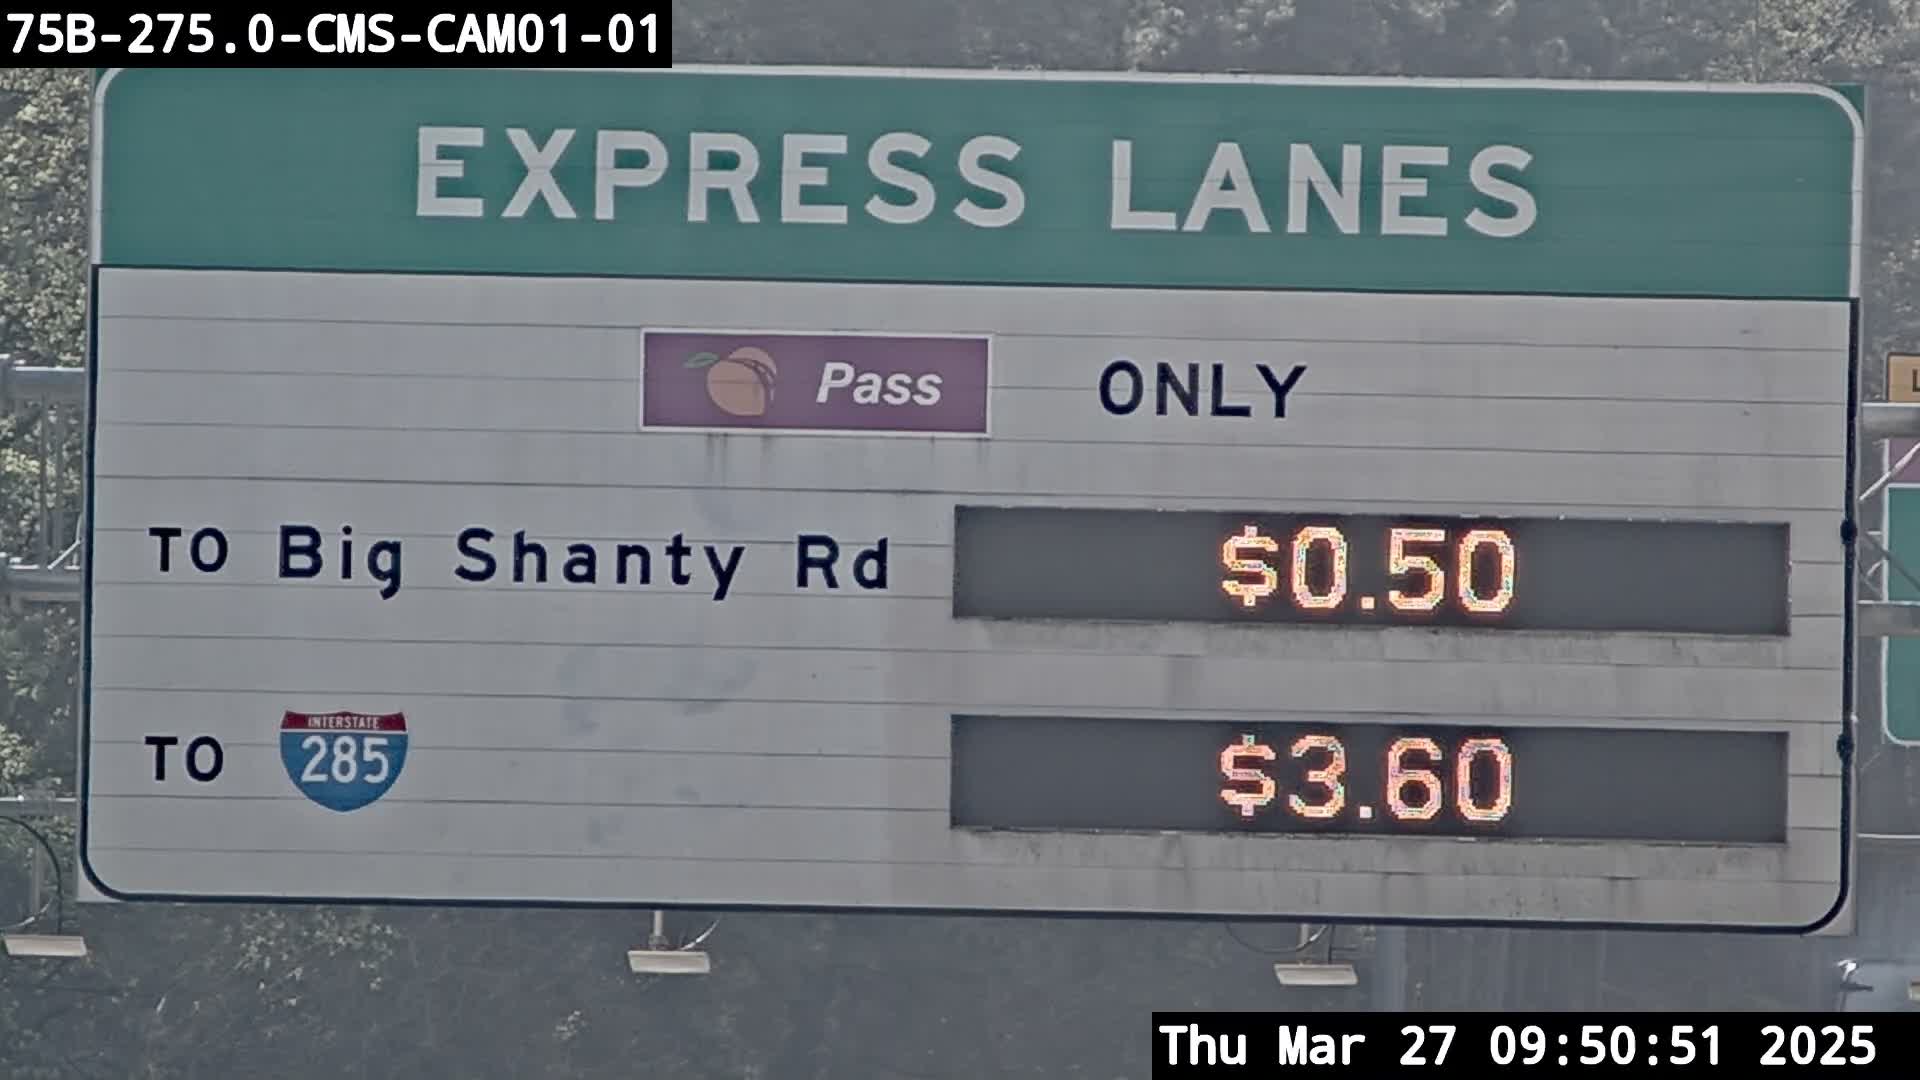 75B-275.0-CMS-CAM01-01
EXPRESS LANES
Pass ONLY
TO Big Shanty Rd $0.50
TO INTERSTATE 285 $3.60
Thu Mar 27 09:50:51 2025